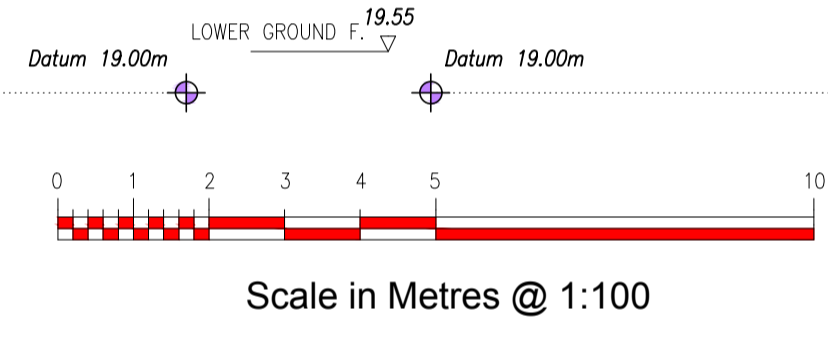 19.55
LOWER GROUND F.
Datum 19.00m
Datum 19.00m
0 1 2 3 4 5 10
Scale in Metres @ 1:100